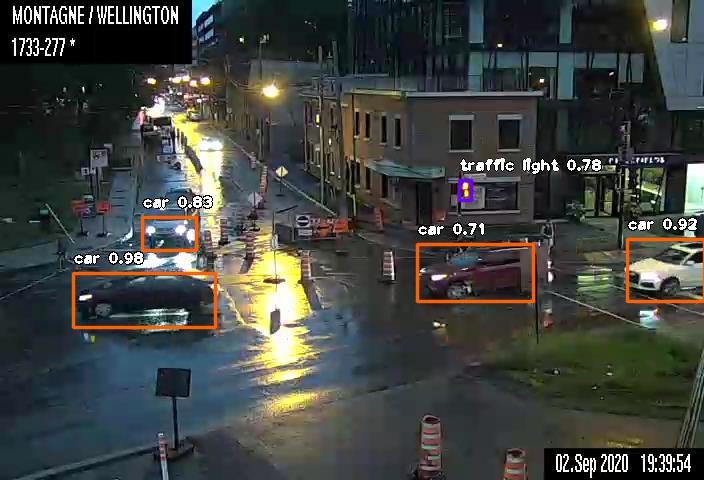 MONTAGNE / WELLINGTON
1733-277 *
traffic light 0.78
car 0.83
car 0.71
car 0.92
car 0.98
02.Sep 2020 19:39:54